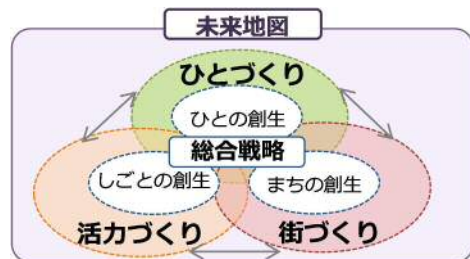 未来地図
ひとづくり
ひとの創生
総合戦略
しごとの創生
まちの創生
活力づくり
街づくり